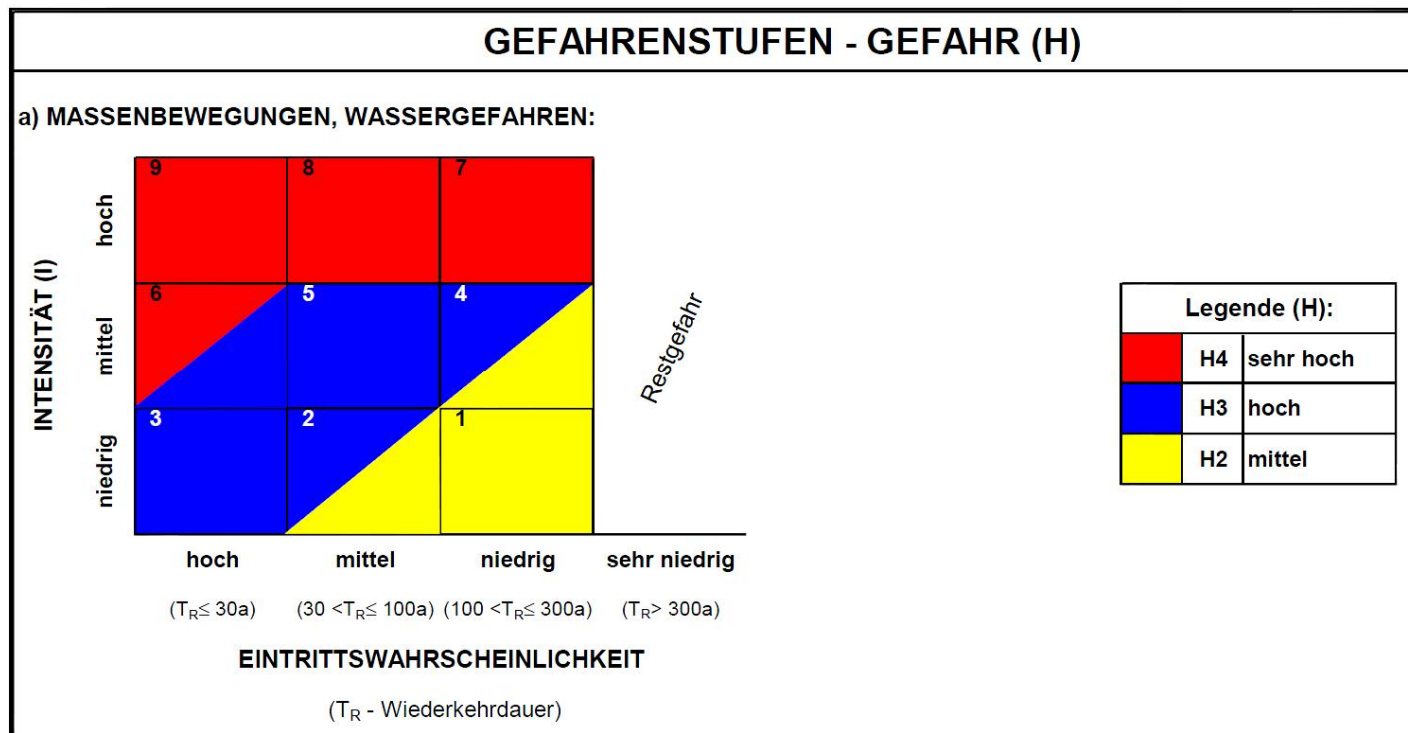 GEFAHRENSTUFEN - GEFAHR (H)
a) MASSENBEWEGUNGEN, WASSERGEFAHREN:
INTENSITÄT (I)
hoch
9 8 7
mittel
6 5 4
niedrig
3 2 1
Restgefahr
hoch mittel niedrig sehr niedrig
(TR≤ 30a) (30 <TR≤ 100a) (100 <TR≤ 300a) (TR> 300a)
EINTRITTSWAHRSCHEINLICHKEIT
(TR - Wiederkehrdauer)
Legende (H):
H4 sehr hoch
H3 hoch
H2 mittel